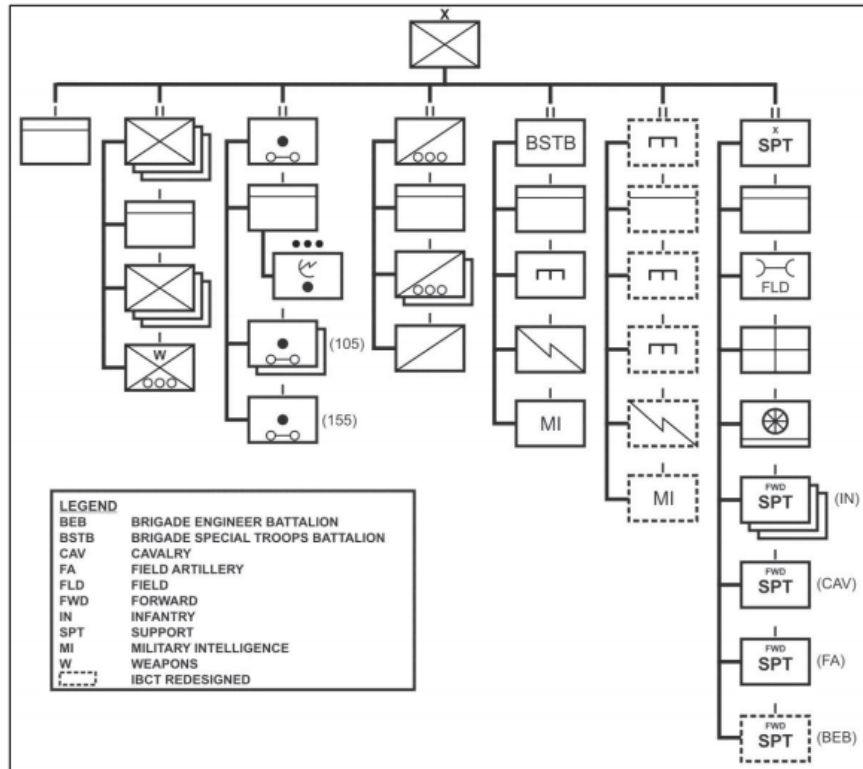 X
I II II II II II II
BSTB
X
SPT
I I I I I I
I I I I I
FLD
W
(105)
I I I I
(155)
MI
I I
MI
FWD
SPT
(IN)
I
FWD
SPT
(CAV)
I
FWD
SPT
(FA)
I
FWD
SPT
(BEB)
LEGEND
BEB BRIGADE ENGINEER BATTALION
BSTB BRIGADE SPECIAL TROOPS BATTALION
CAV CAVALRY
FA FIELD ARTILLERY
FLD FIELD
FWD FORWARD
IN INFANTRY
SPT SUPPORT
MI MILITARY INTELLIGENCE
W WEAPONS
IBCT REDESIGNED